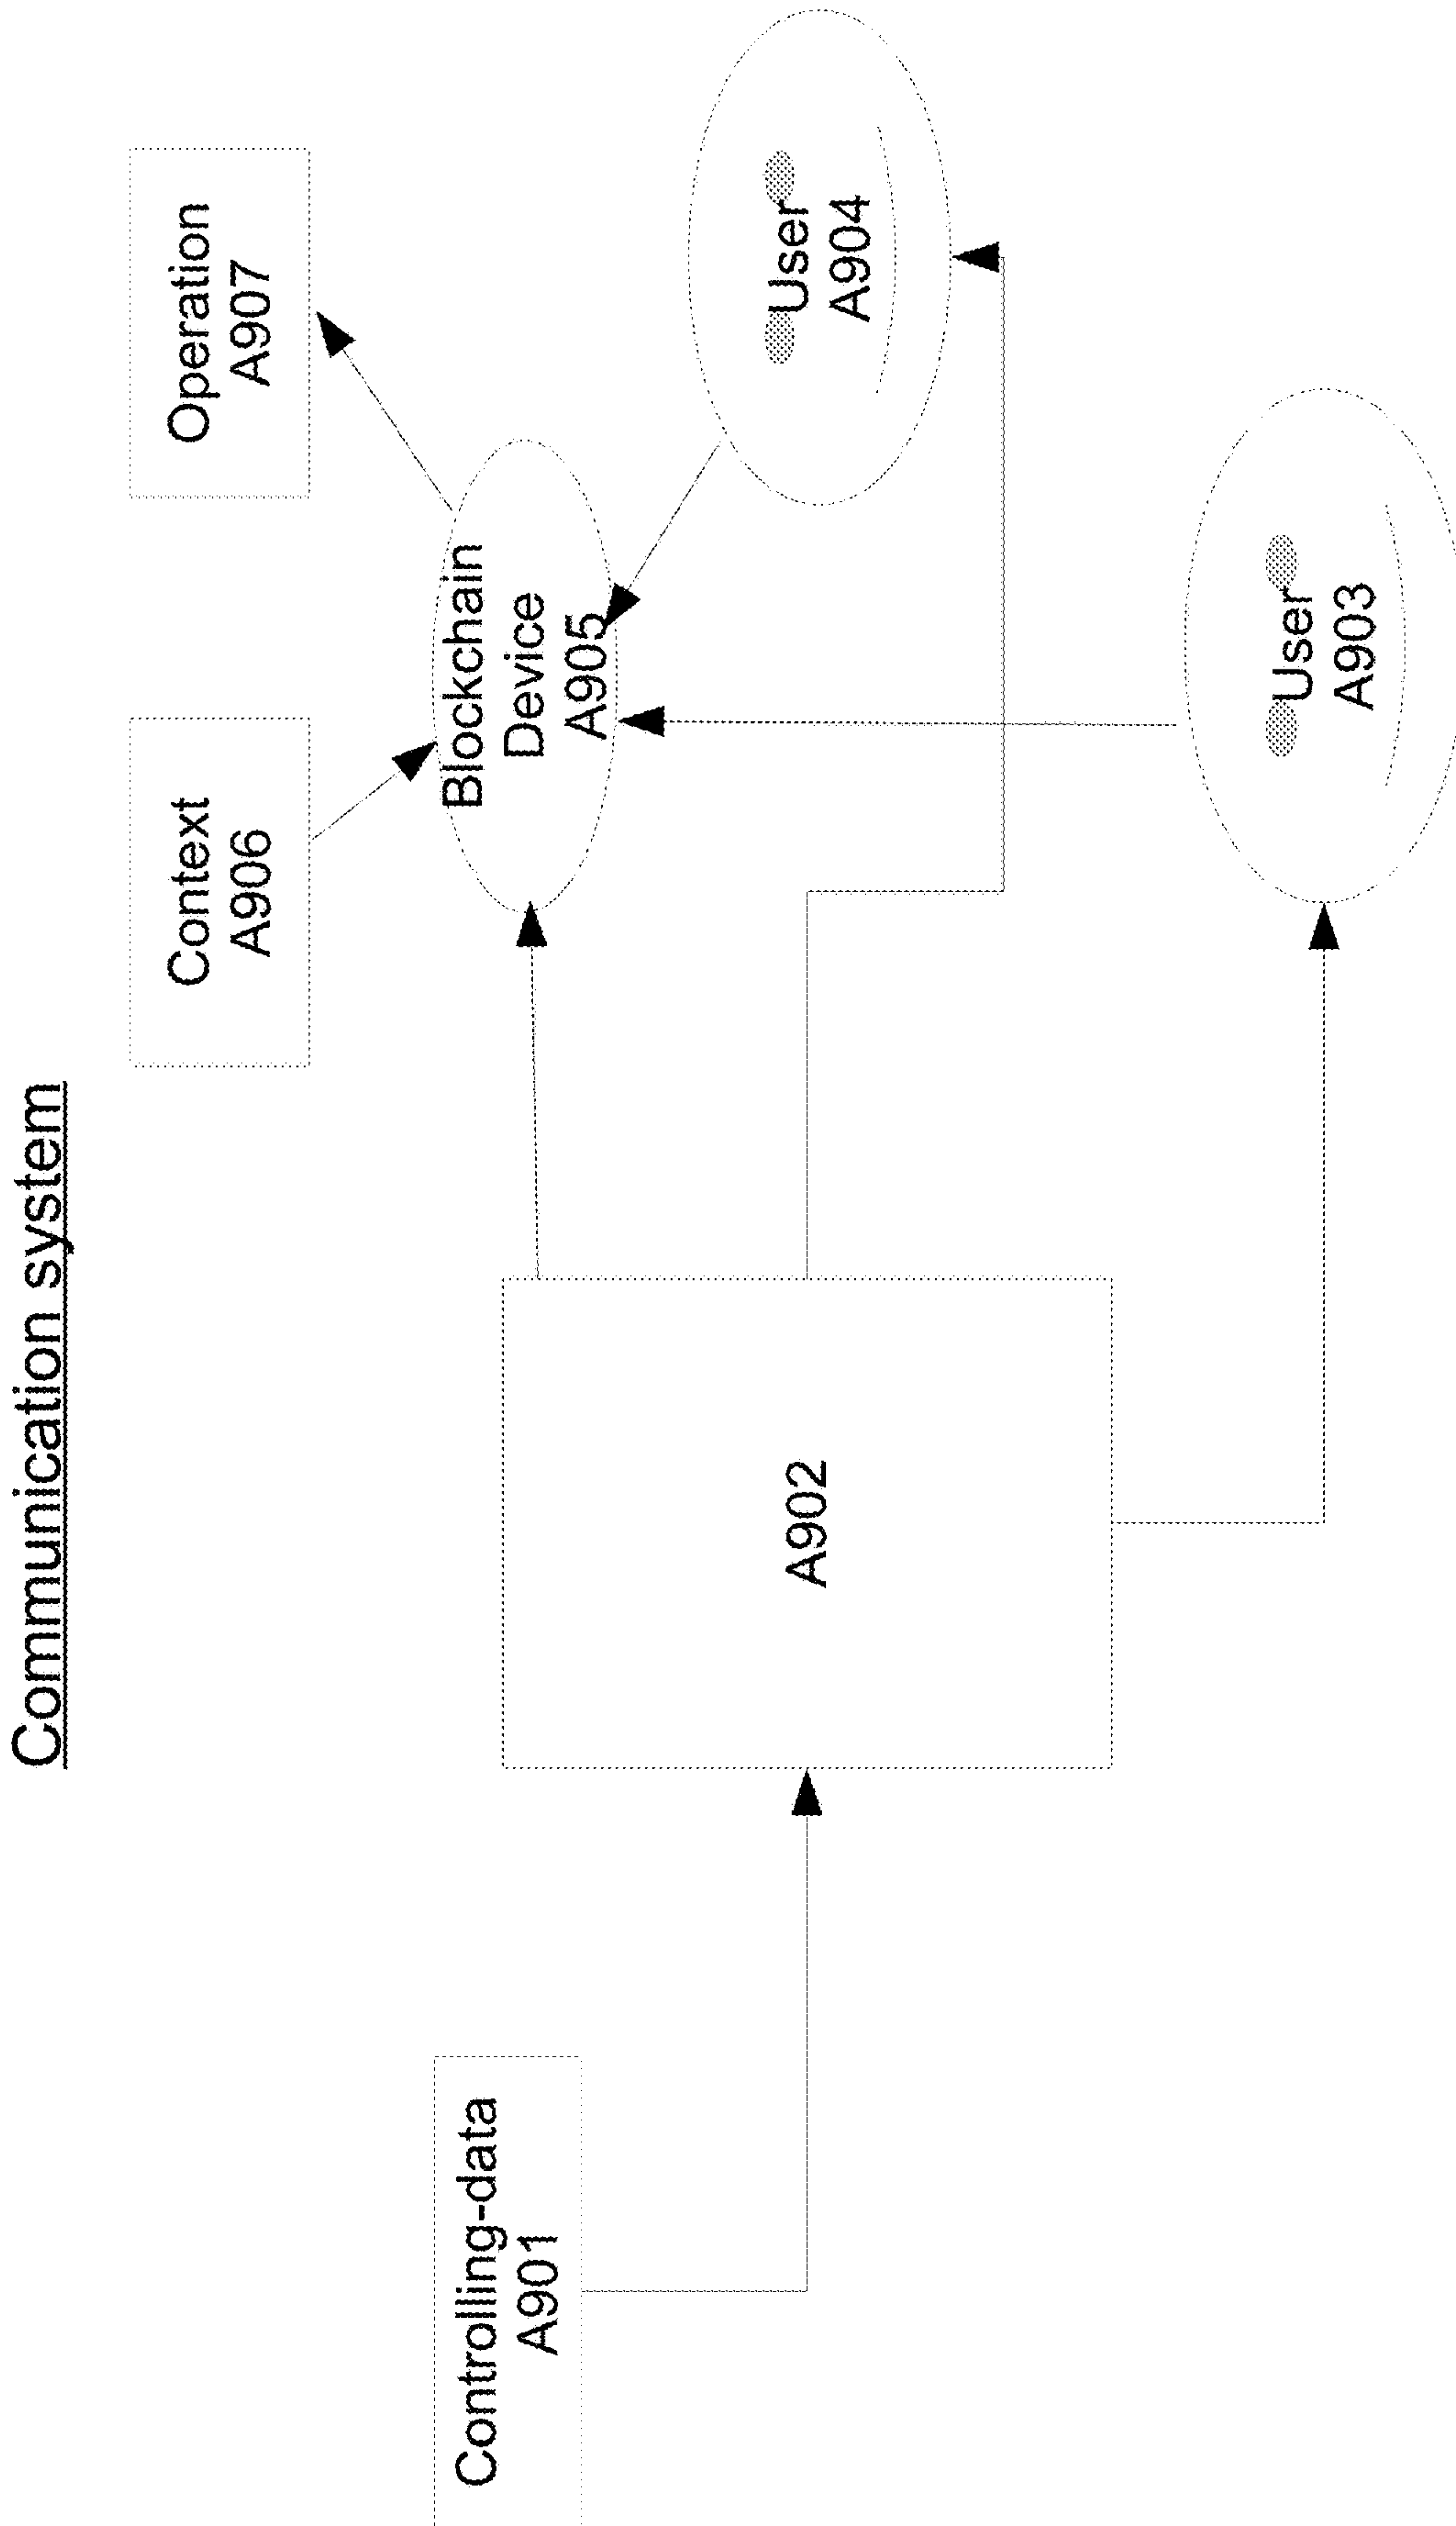 Communication system
Controlling-data
A901
A902
Context
A906
Operation
A907
Blockchain
Device
A905
User
A904
User
A903